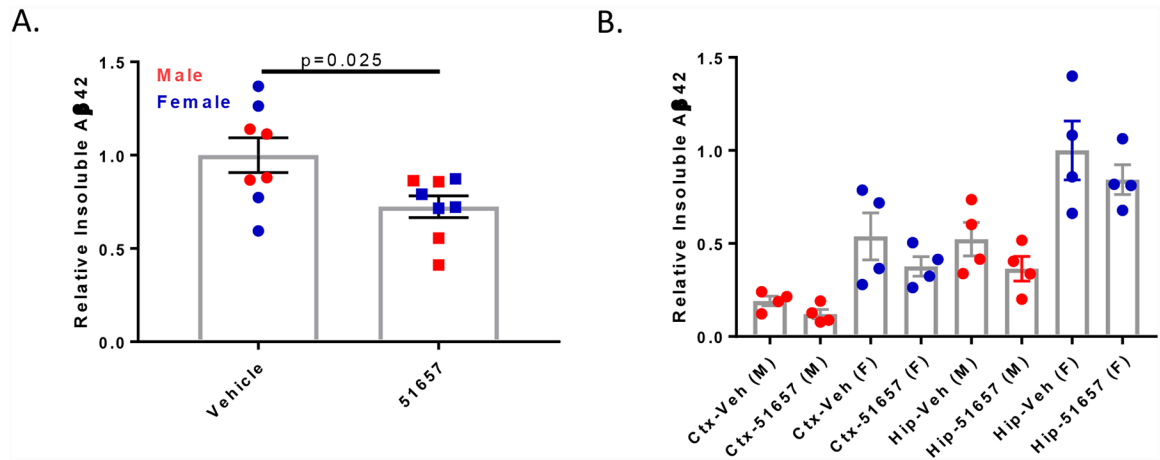 A.
Relative Insoluble Aβ42
1.5
1.0
0.5
0.0
Male
Female
p=0.025
Vehicle
51657
B.
Relative Insoluble Aβ42
1.5
1.0
0.5
0.0
Ctx-Veh (M)
Ctx-51657 (M)
Ctx-Veh (F)
Ctx-51657 (F)
Hip-Veh (M)
Hip-51657 (M)
Hip-Veh (F)
Hip-51657 (F)